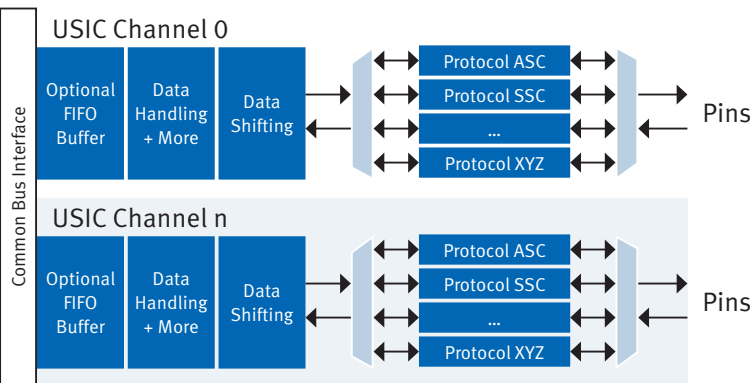 Common Bus Interface
USIC Channel 0
Optional
FIFO
Buffer
Data
Handling
+ More
Data
Shifting
Protocol ASC
Protocol SSC
...
Protocol XYZ
Pins
USIC Channel n
Optional
FIFO
Buffer
Data
Handling
+ More
Data
Shifting
Protocol ASC
Protocol SSC
...
Protocol XYZ
Pins